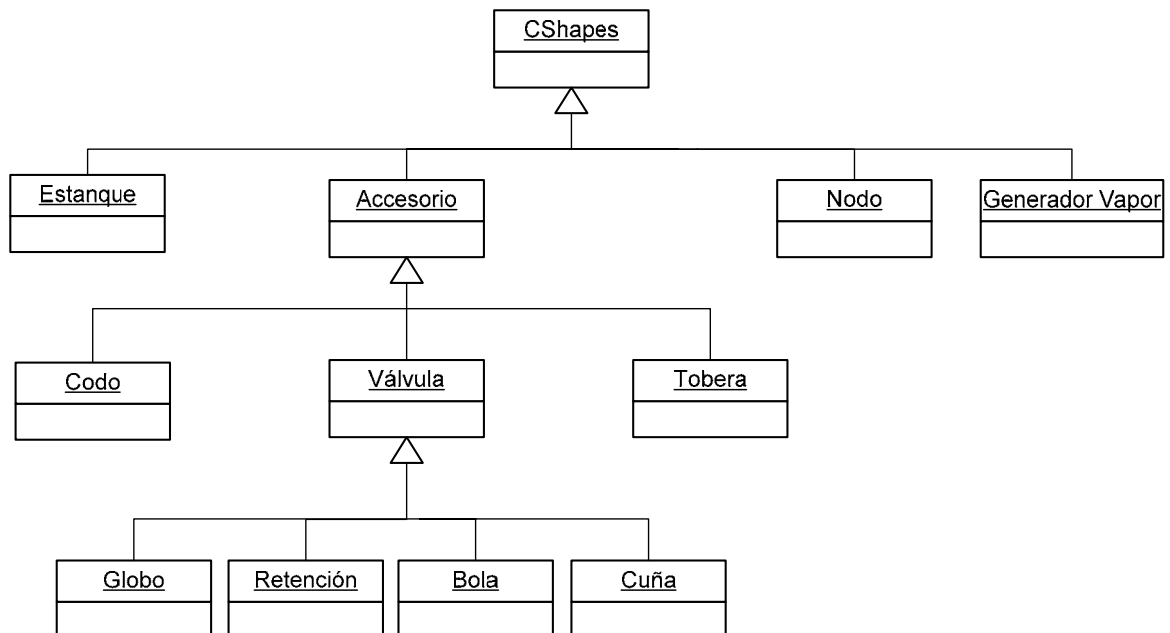 CShapes
Estanque
Accesorio
Nodo
Generador Vapor
Codo
Válvula
Tobera
Globo
Retención
Bola
Cuña